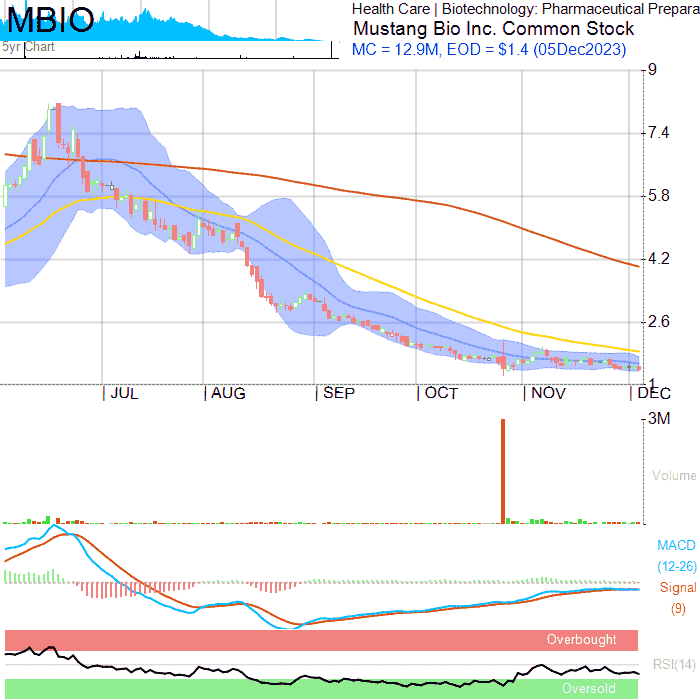 MBIO
5yr Chart
Health Care | Biotechnology: Pharmaceutical Prepara
Mustang Bio Inc. Common Stock
MC = 12.9M, EOD = $1.4 (05Dec2023)
9
7.4
5.8
4.2
2.6
1
JUL
AUG
SEP
OCT
NOV
DEC
3M
Volume
MACD
(12-26)
Signal
(9)
Overbought
RSI(14)
Oversold